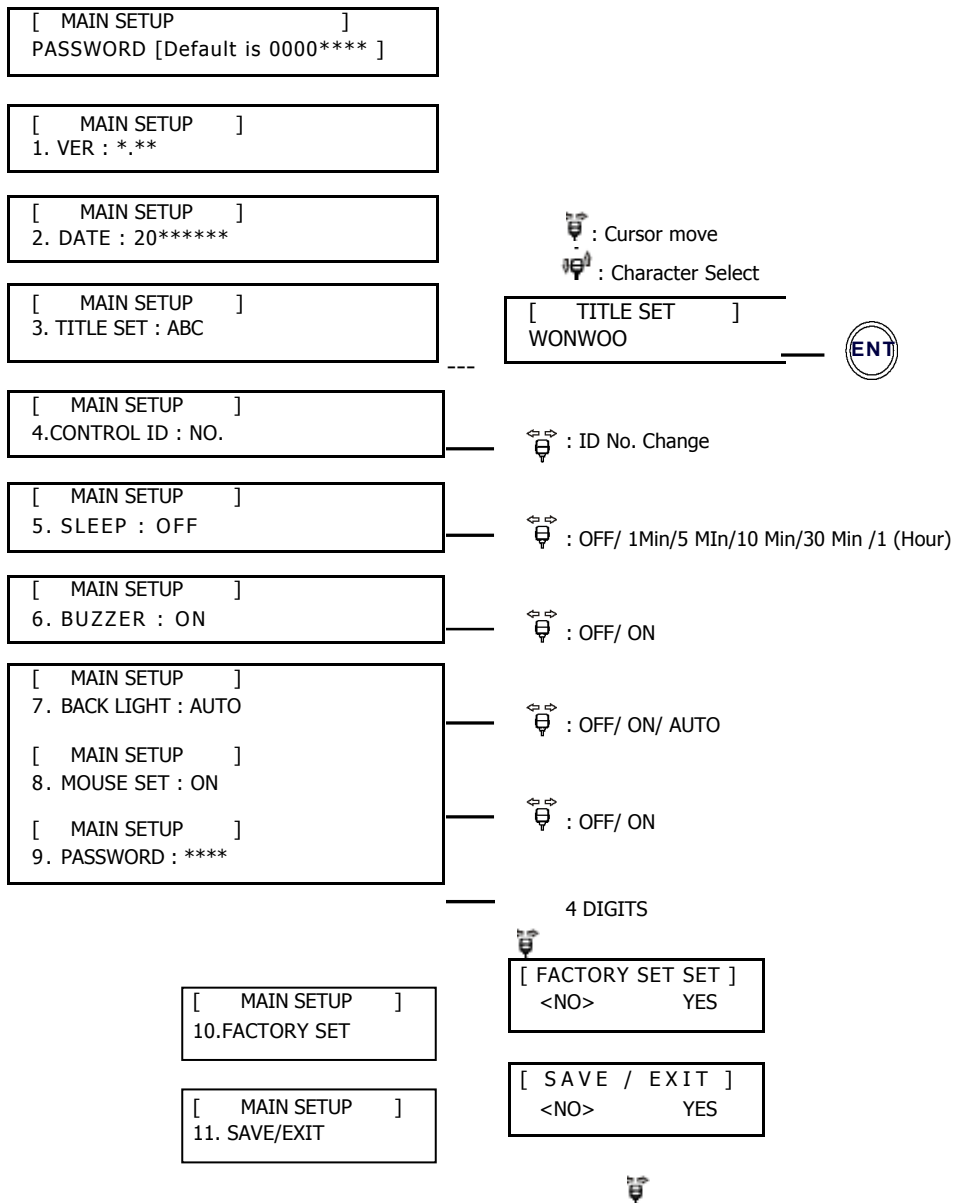 [ MAIN SETUP ]
PASSWORD [Default is 0000**** ]
[ MAIN SETUP ]
1. VER : *.**
[ MAIN SETUP ]
2. DATE : 20******
: Cursor move
: Character Select
[ MAIN SETUP ]
3. TITLE SET : ABC
[ TITLE SET ]
WONWOO
ENT
---
[ MAIN SETUP ]
4.CONTROL ID : NO.
: ID No. Change
[ MAIN SETUP ]
5. SLEEP : OFF
: OFF/ 1Min/5 MIn/10 Min/30 Min /1 (Hour)
[ MAIN SETUP ]
6. BUZZER : ON
: OFF/ ON
[ MAIN SETUP ]
7. BACK LIGHT : AUTO
: OFF/ ON/ AUTO
[ MAIN SETUP ]
8. MOUSE SET : ON
: OFF/ ON
[ MAIN SETUP ]
9. PASSWORD : ****
4 DIGITS
[ MAIN SETUP ]
10.FACTORY SET
[ FACTORY SET SET ]
<NO> YES
[ MAIN SETUP ]
11. SAVE/EXIT
[ SAVE / EXIT ]
<NO> YES